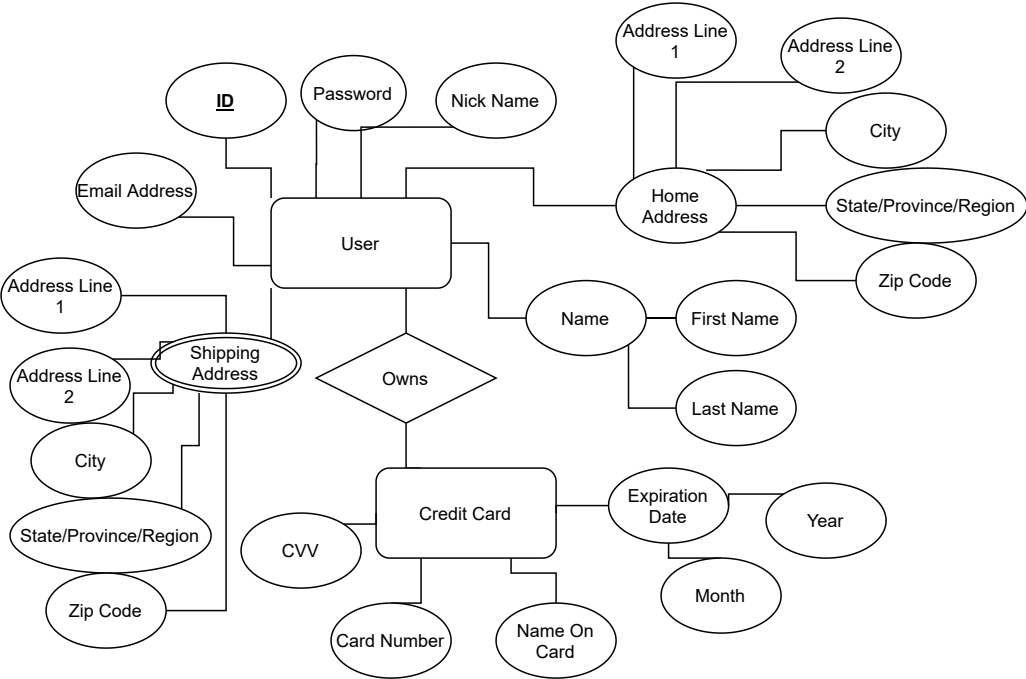 Address Line
1
Address Line
2
ID
Password
Nick Name
City
Email Address
Home
Address
State/Province/Region
User
Zip Code
Address Line
1
Name
First Name
Shipping
Address
Address Line
2
Owns
Last Name
City
Expiration
Date
Credit Card
Year
State/Province/Region
CVV
Month
Zip Code
Card Number
Name On
Card